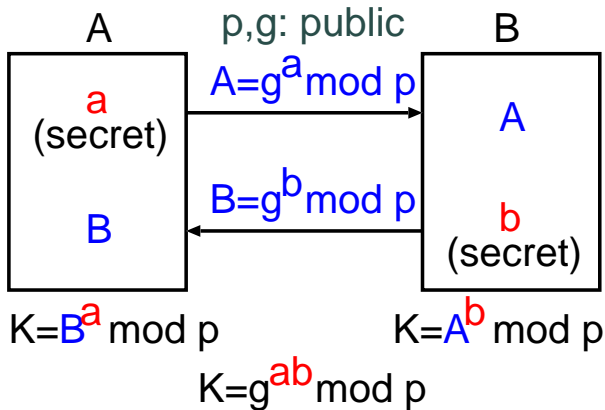 A p,g: public B
A=g^a mod p
a
(secret)
A
B=g^b mod p
B
b
(secret)
K=B^a mod p K=A^b mod p
K=g^ab mod p